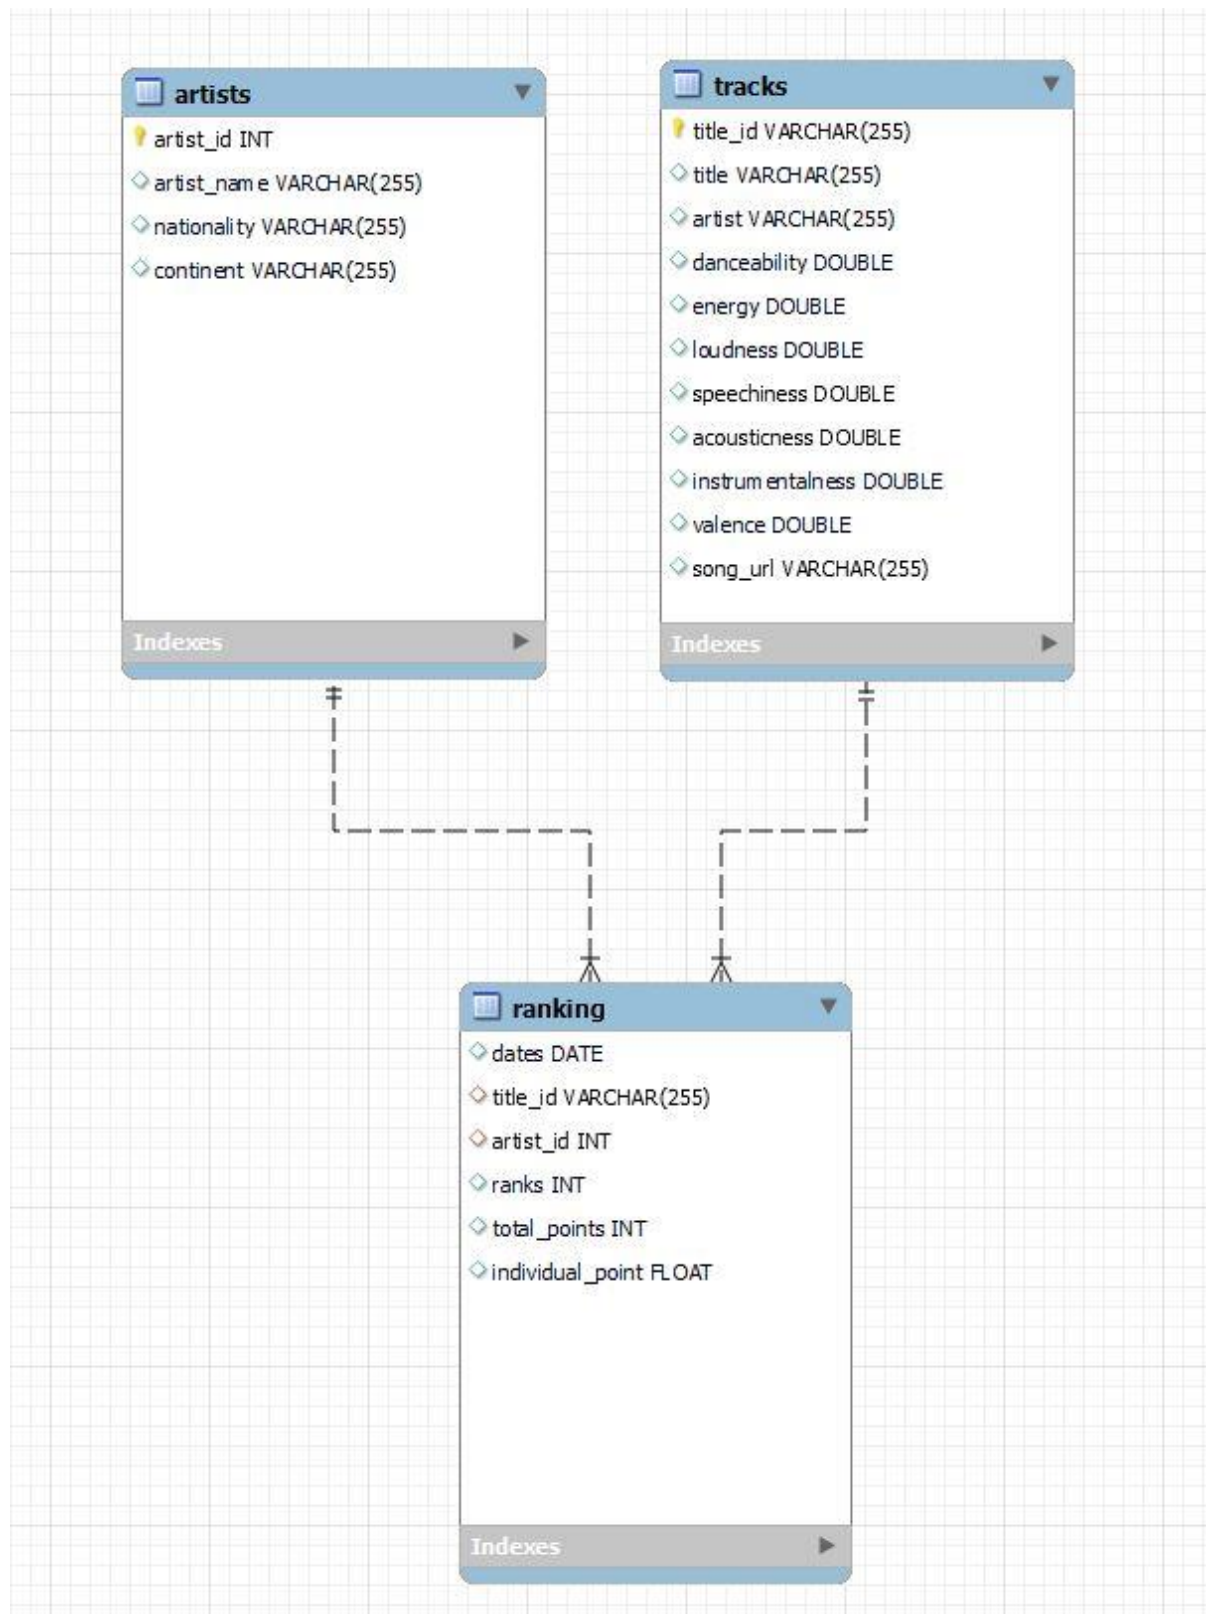 artists
artist_id INT
artist_name VARCHAR(255)
nationality VARCHAR(255)
continent VARCHAR(255)
Indexes
tracks
title_id VARCHAR(255)
title VARCHAR(255)
artist VARCHAR(255)
danceability DOUBLE
energy DOUBLE
loudness DOUBLE
speechiness DOUBLE
acousticness DOUBLE
instrumentalness DOUBLE
valence DOUBLE
song_url VARCHAR(255)
Indexes
ranking
dates DATE
title_id VARCHAR(255)
artist_id INT
ranks INT
total_points INT
individual_point FLOAT
Indexes